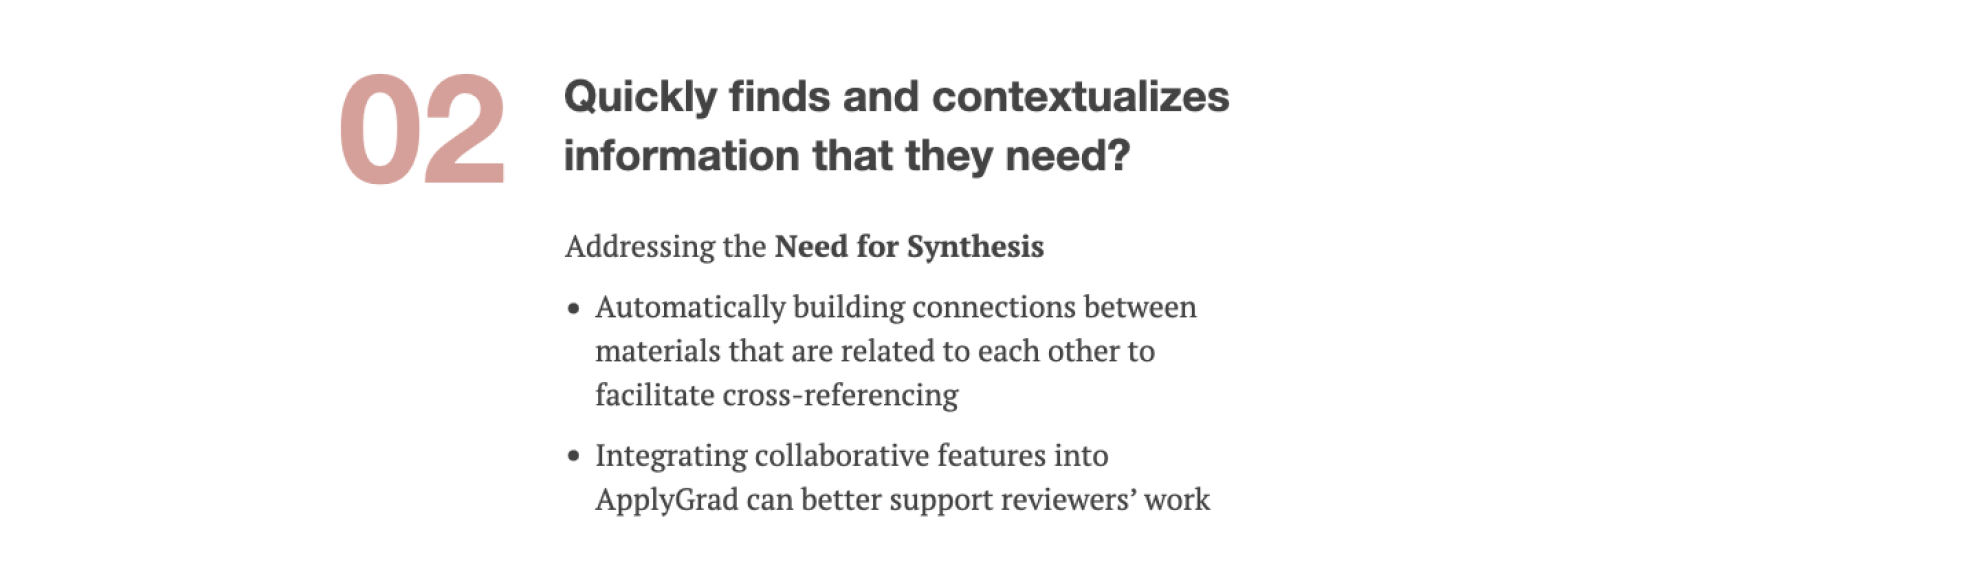 02
Quickly finds and contextualizes
information that they need?
Addressing the Need for Synthesis
• Automatically building connections between
materials that are related to each other to
facilitate cross-referencing
• Integrating collaborative features into
ApplyGrad can better support reviewers’ work